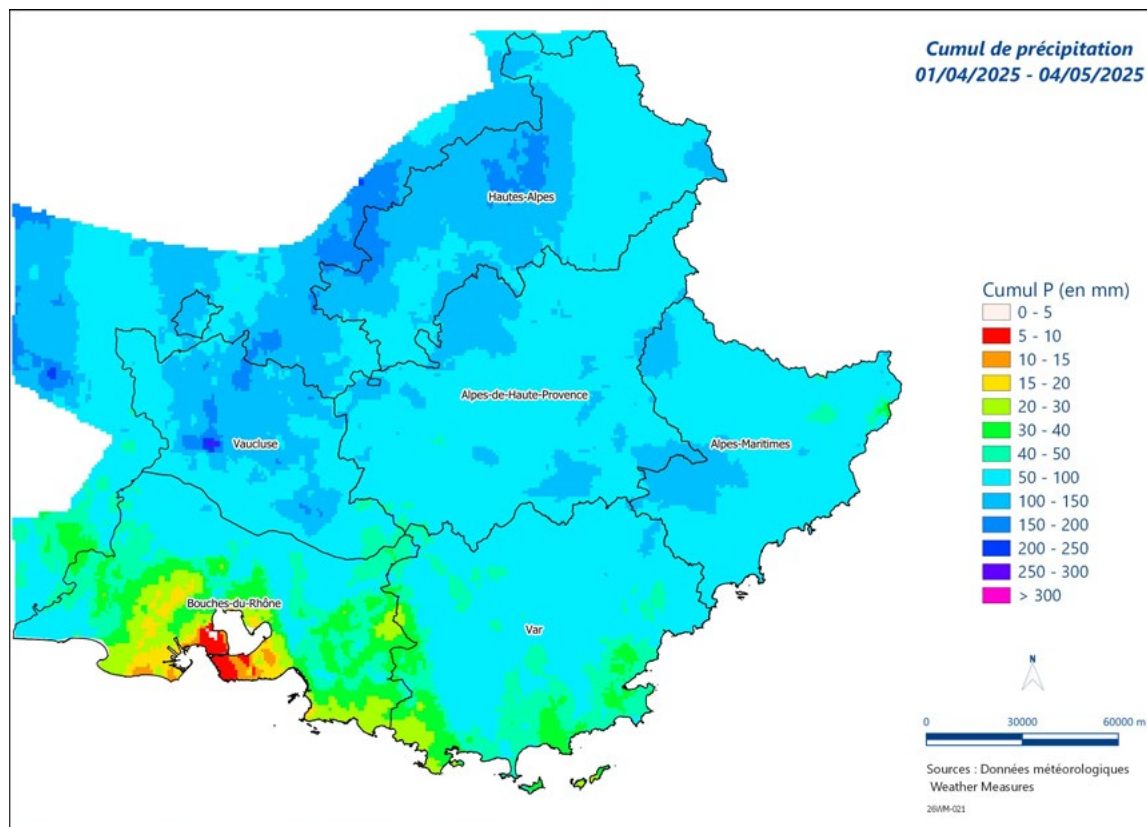 Cumul de précipitation
01/04/2025 - 04/05/2025
Hautes-Alpes
Alpes-de-Haute-Provence
Vaucluse
Alpes-Maritimes
Bouches-du-Rhône
Var
Cumul P (en mm)
0 - 5
5 - 10
10 - 15
15 - 20
20 - 30
30 - 40
40 - 50
50 - 100
100 - 150
150 - 200
200 - 250
250 - 300
> 300
N
0 30000 60000 m
Sources : Données météorologiques
Weather Measures
26WM-021